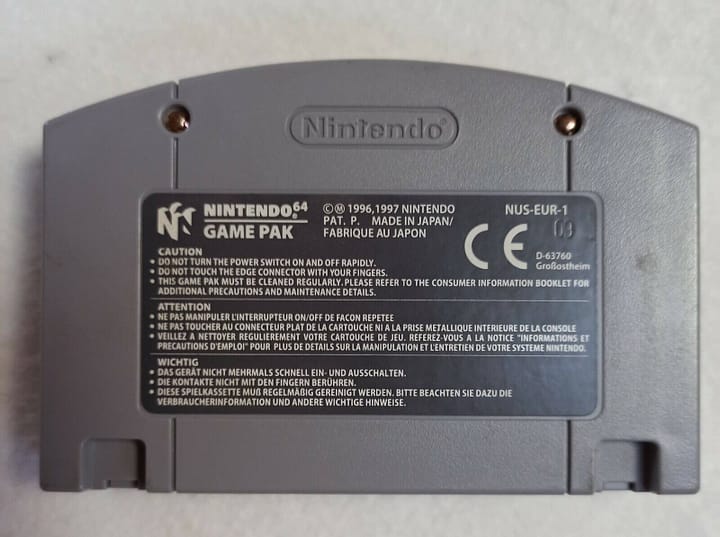 Nintendo®
NINTENDO®64
GAME PAK
©Ⓜ 1996,1997 NINTENDO
PAT. P. MADE IN JAPAN/
FABRIQUE AU JAPON
NUS-EUR-1
03
CE
D-63760
Großostheim
CAUTION
• DO NOT TURN THE POWER SWITCH ON AND OFF RAPIDLY.
• DO NOT TOUCH THE EDGE CONNECTOR WITH YOUR FINGERS.
• THIS GAME PAK MUST BE CLEANED REGULARLY. PLEASE REFER TO THE CONSUMER INFORMATION BOOKLET FOR
ADDITIONAL PRECAUTIONS AND MAINTENANCE DETAILS.
ATTENTION
• NE PAS MANIPULER L'INTERRUPTEUR ON/OFF DE FACON REPETEE
• NE PAS TOUCHER AU CONNECTEUR PLAT DE LA CARTOUCHE NI A LA PRISE METALLIQUE INTERIEURE DE LA CONSOLE
• VEILLEZ A NETTOYER REGULIEREMENT VOTRE CARTOUCHE DE JEU. REFEREZ-VOUS A LA NOTICE "INFORMATIONS ET
PRECAUTIONS D'EMPLOI" POUR PLUS DE DETAILS SUR LA MANIPULATION ET L'ENTRETIEN DE VOTRE SYSTEME NINTENDO.
WICHTIG
• DAS GERÄT NICHT MEHRMALS SCHNELL EIN- UND AUSSCHALTEN.
• DIE KONTAKTE NICHT MIT DEN FINGERN BERÜHREN.
• DIESE SPIELKASSETTE MUß REGELMÄßIG GEREINIGT WERDEN. BITTE BEACHTEN SIE DAZU DIE
VERBRAUCHERINFORMATION UND ANDERE WICHTIGE HINWEISE.